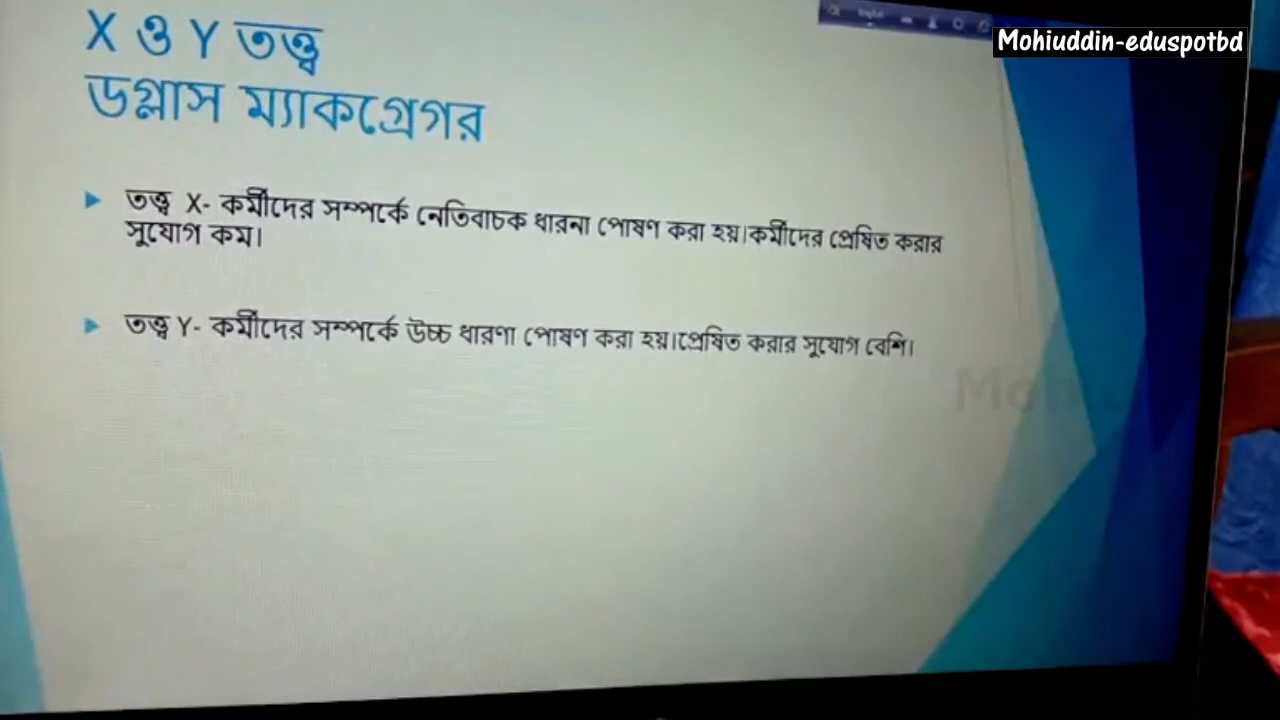 Mohiuddin-eduspotbd
X ও Y তত্ত্ব
ডগ্লাস ম্যাকগ্রেগর
তত্ত্ব X- কর্মীদের সম্পর্কে নেতিবাচক ধারনা পোষণ করা হয়।কর্মীদের প্রেষিত করার
সুযোগ কম।
তত্ত্ব Y- কর্মীদের সম্পর্কে উচ্চ ধারণা পোষণ করা হয়।প্রেষিত করার সুযোগ বেশি।